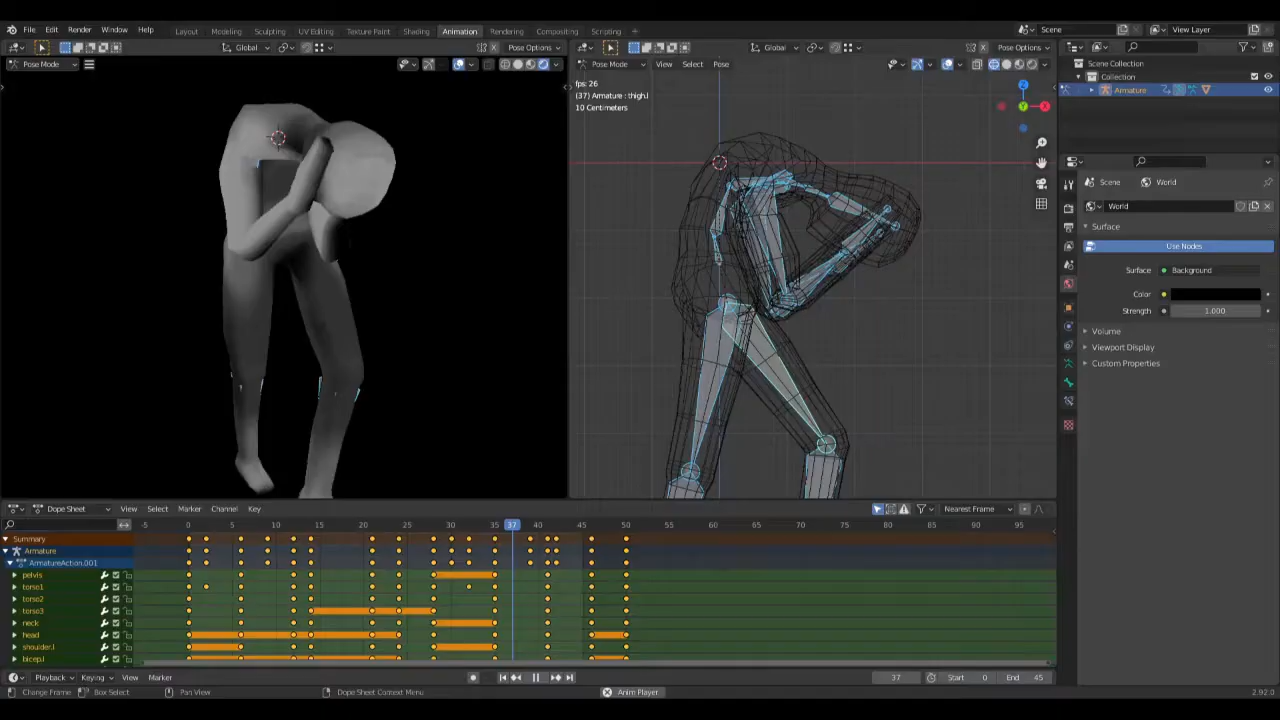 File Edit Render Window Help Layout Modeling Sculpting UV Editing Texture Paint Shading Animation Rendering Compositing Scripting Scene View Layer
Global Pose Options Global Pose Options
Pose Mode Pose Mode View Select Pose
Scene Collection
Collection
Armature
fps: 26
(37) Armature : thigh.l
10 Centimeters
Z
Y
X
Scene World
World
Surface
Use Nodes
Surface Background
Color
Strength 1.000
Volume
Viewport Display
Custom Properties
Dope Sheet View Select Marker Channel Key Nearest Frame
-5 0 5 10 15 20 25 30 35 37 40 45 50 55 60 65 70 75 80 85 90 95
Summary
Armature
ArmatureAction.001
pelvis
torso1
torso2
torso3
neck
head
shoulder.l
bicep.l
Playback Keying View Marker 37 Start 0 End 45
Change Frame Box Select Pan View Dope Sheet Context Menu Anim Player 2.92.0